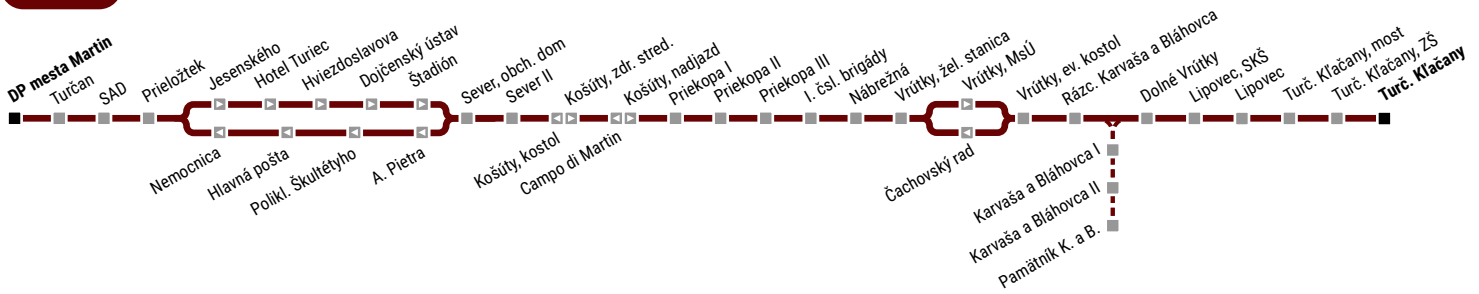 DP mesta Martin
Turčan
SAD
Prieložtek
Jesenského
Hotel Turiec
Hviezdoslavova
Dojčenský ústav
Štadión
Nemocnica
Hlavná pošta
Polikl. Škultétyho
A. Pietra
Sever, obch. dom
Sever II
Košúty, zdr. stred.
Košúty, nadjazd
Košúty, kostol
Campo di Martin
Priekopa I
Priekopa II
Priekopa III
I. čsl. brigády
Nábrežná
Vrútky, žel. stanica
Vrútky, MsÚ
Čachovský rad
Vrútky, ev. kostol
Rázc. Karvaša a Bláhovca
Karvaša a Bláhovca I
Karvaša a Bláhovca II
Pamätník K. a B.
Dolné Vrútky
Lipovec, SKŠ
Lipovec
Turč. Kľačany, most
Turč. Kľačany, ZŠ
Turč. Kľačany